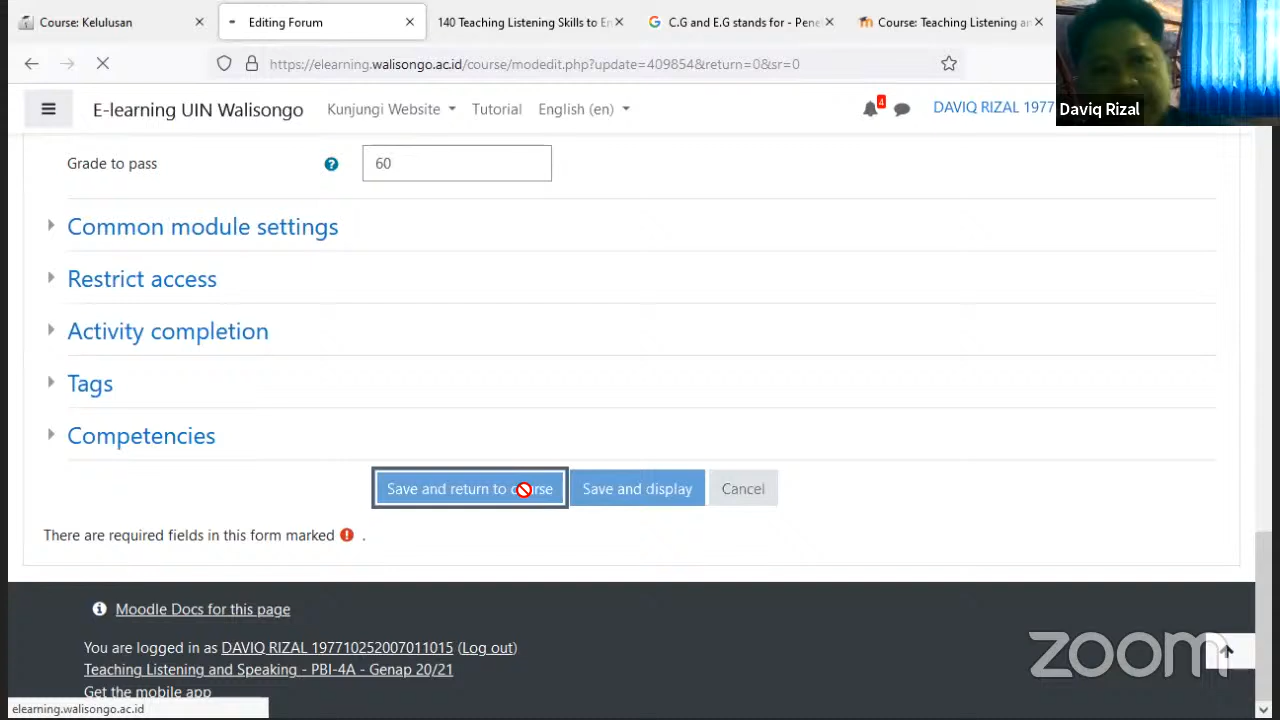 Course: Kelulusan
Editing Forum
140 Teaching Listening Skills to En
C.G and E.G stands for - Pene
Course: Teaching Listening an
https://elearning.walisongo.ac.id/course/modedit.php?update=409854&return=0&sr=0
E-learning UIN Walisongo
Kunjungi Website
Tutorial
English (en)
4
DAVIQ RIZAL 1977
Daviq Rizal
Grade to pass
60
Common module settings
Restrict access
Activity completion
Tags
Competencies
Save and return to course
Save and display
Cancel
There are required fields in this form marked .
Moodle Docs for this page
You are logged in as DAVIQ RIZAL 197710252007011015 (Log out)
Teaching Listening and Speaking - PBI-4A - Genap 20/21
Get the mobile app
elearning.walisongo.ac.id
zoom